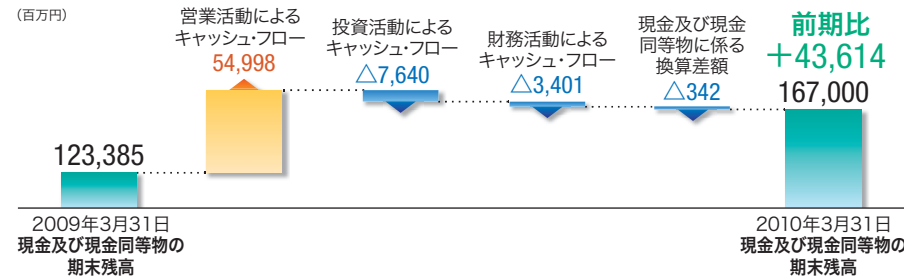 (百万円)
営業活動による
キャッシュ・フロー
54,998
投資活動による
キャッシュ・フロー
△7,640
財務活動による
キャッシュ・フロー
△3,401
現金及び現金
同等物に係る
換算差額
△342
前期比
+43,614
167,000
123,385
2009年3月31日
現金及び現金同等物の
期末残高
2010年3月31日
現金及び現金同等物の
期末残高